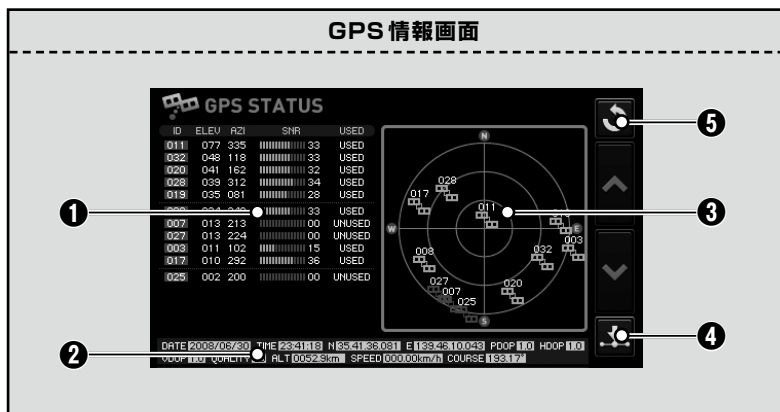 GPS 情報画面
GPS STATUS
ID ELEV AZI SNR USED
011 077 335 33 USED
032 048 118 33 USED
020 041 162 32 USED
028 039 312 34 USED
019 035 081 28 USED
33 USED
007 013 213 00 UNUSED
027 013 224 00 UNUSED
003 011 102 15 USED
017 010 292 36 USED
025 002 200 00 UNUSED
N
028
017
011
W
E
003
032
008
027
020
007
025
S
DATE 2008/06/30 TIME 23:41:18 N 35.41.36.081 E 139.46.10.043 PDOP 1.0 HDOP 1.0
VDOP 1.0 QUALITY ALT 0052.9km SPEED 000.00km/h COURSE 193.17°
1
2
3
4
5